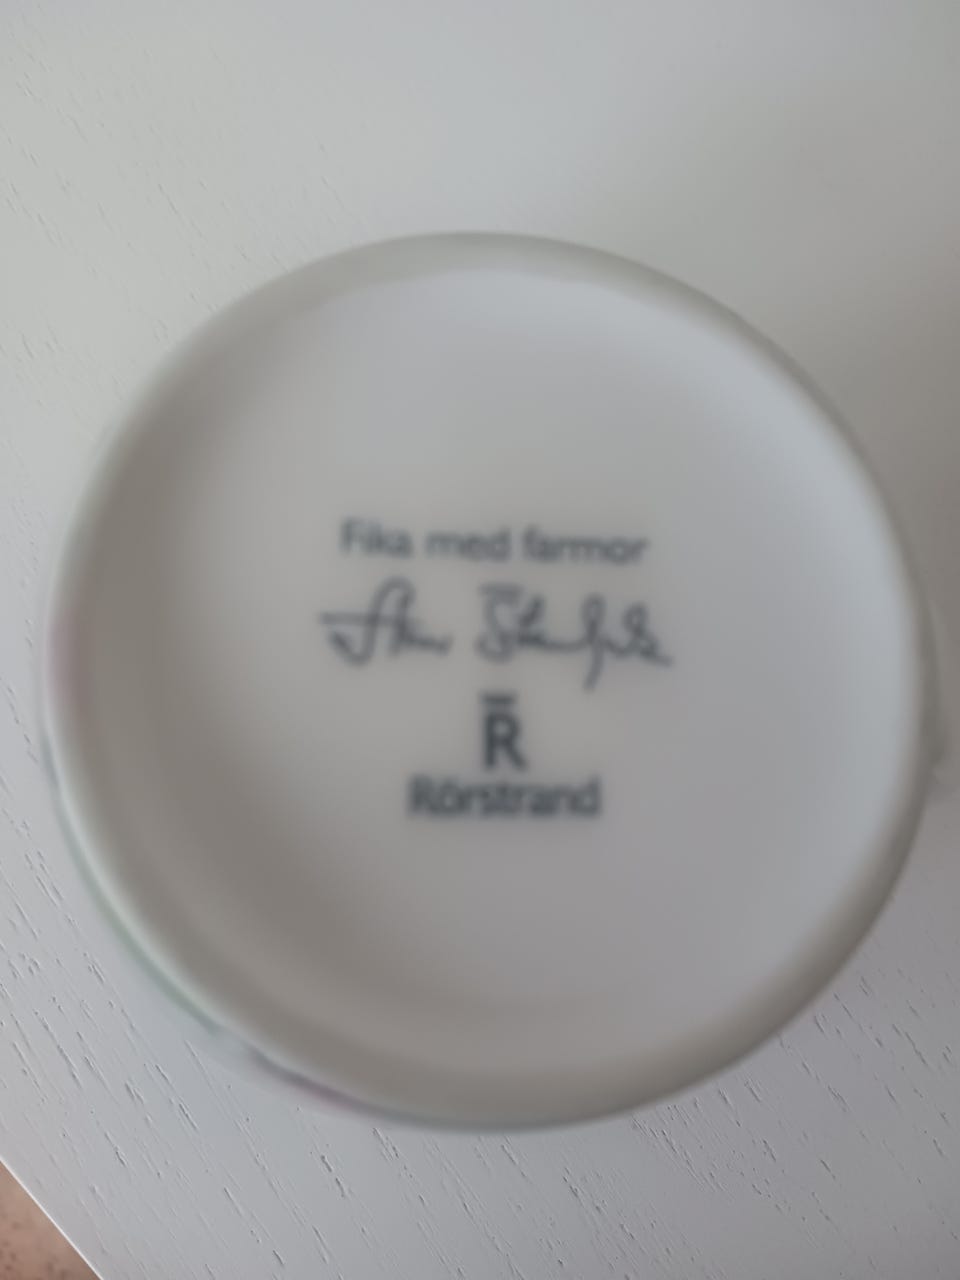 Fika med farmor
R
Rörstrand